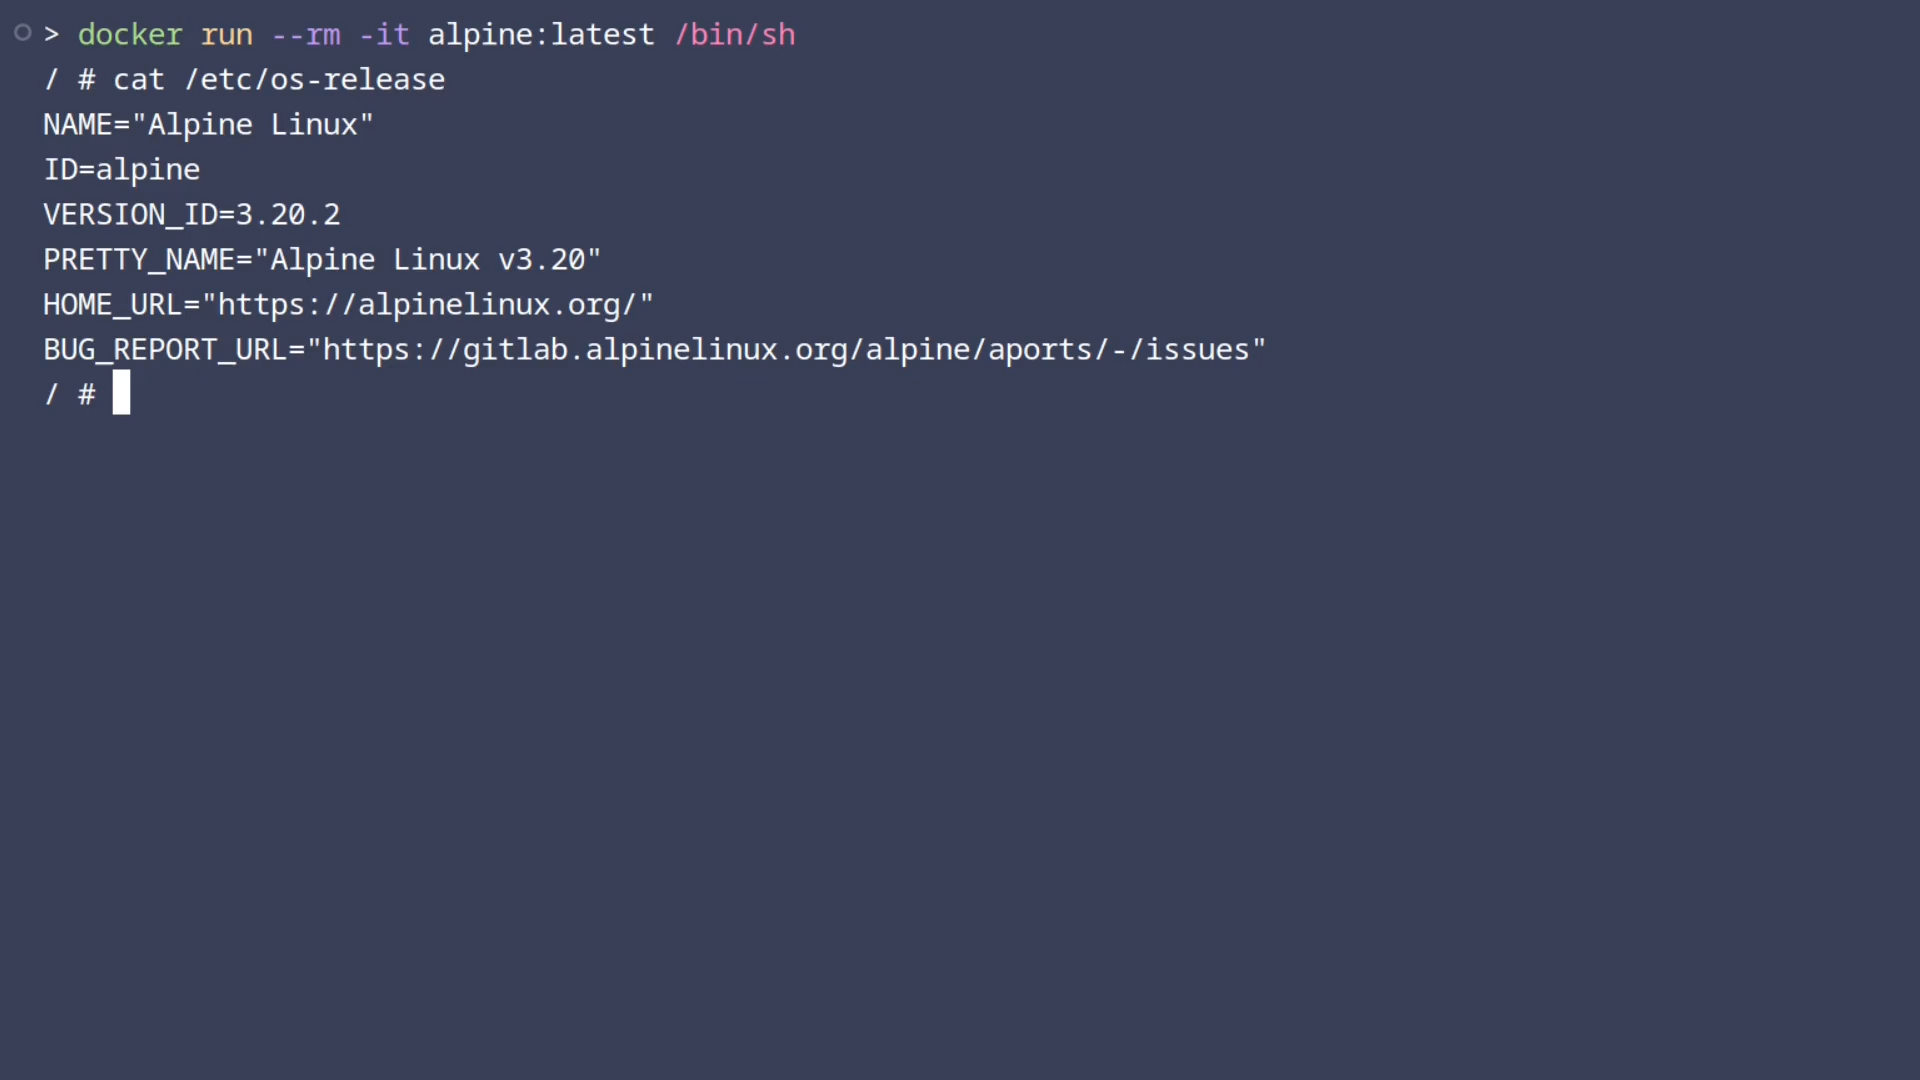 > docker run --rm -it alpine:latest /bin/sh
/ # cat /etc/os-release
NAME="Alpine Linux"
ID=alpine
VERSION_ID=3.20.2
PRETTY_NAME="Alpine Linux v3.20"
HOME_URL="https://alpinelinux.org/"
BUG_REPORT_URL="https://gitlab.alpinelinux.org/alpine/aports/-/issues"
/ #